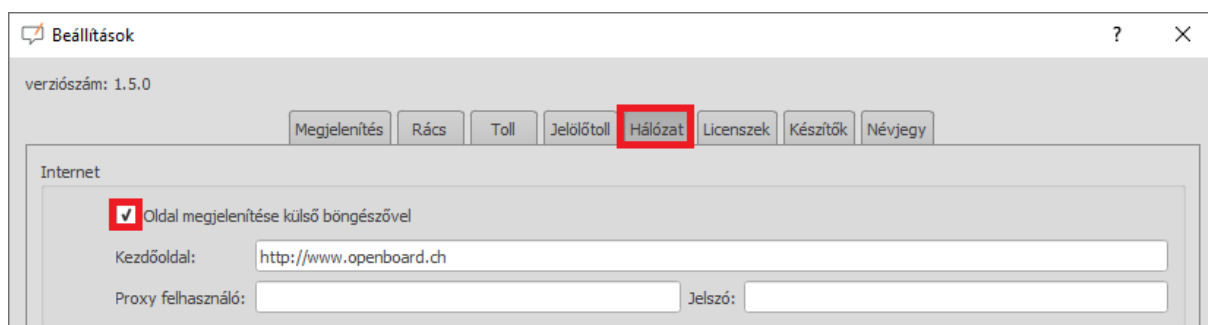 Beállítások
verziószám: 1.5.0
Megjelenítés Rács Toll Jelölőtoll Hálózat Licenszek Készítők Névjegy
Internet
Oldal megjelenítése külső böngészővel
Kezdőoldal: http://www.openboard.ch
Proxy felhasználó: Jelszó: